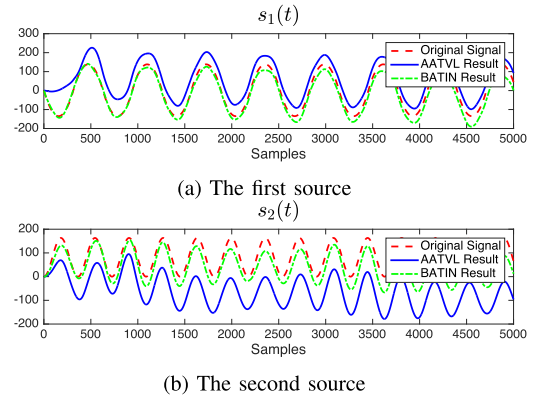 s₁(t)
300
200
100
0
-100
-200
0 500 1000 1500 2000 2500 3000 3500 4000 4500 5000
Samples
Original Signal
AATVL Result
BATIN Result
(a) The first source
s₂(t)
200
100
0
-100
-200
0 500 1000 1500 2000 2500 3000 3500 4000 4500 5000
Samples
Original Signal
AATVL Result
BATIN Result
(b) The second source